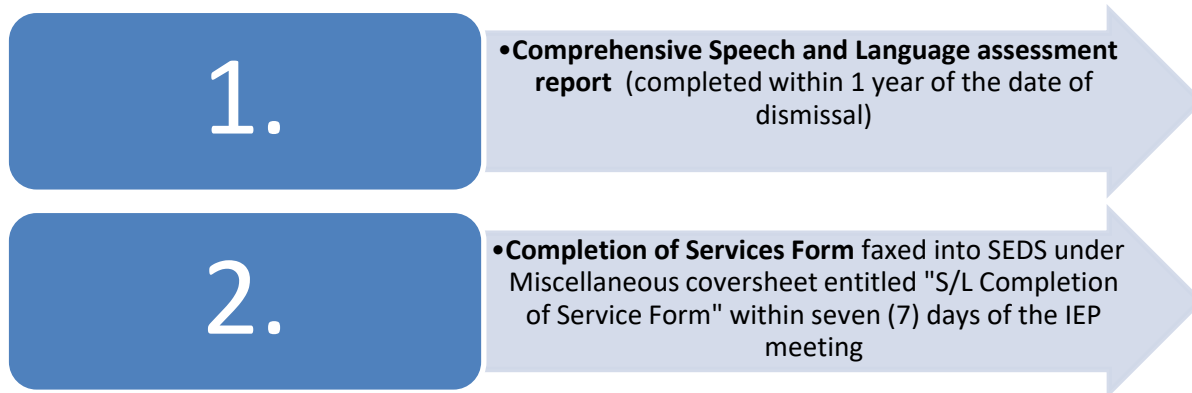 1.
•Comprehensive Speech and Language assessment
report (completed within 1 year of the date of
dismissal)
2.
•Completion of Services Form faxed into SEDS under
Miscellaneous coversheet entitled "S/L Completion
of Service Form" within seven (7) days of the IEP
meeting